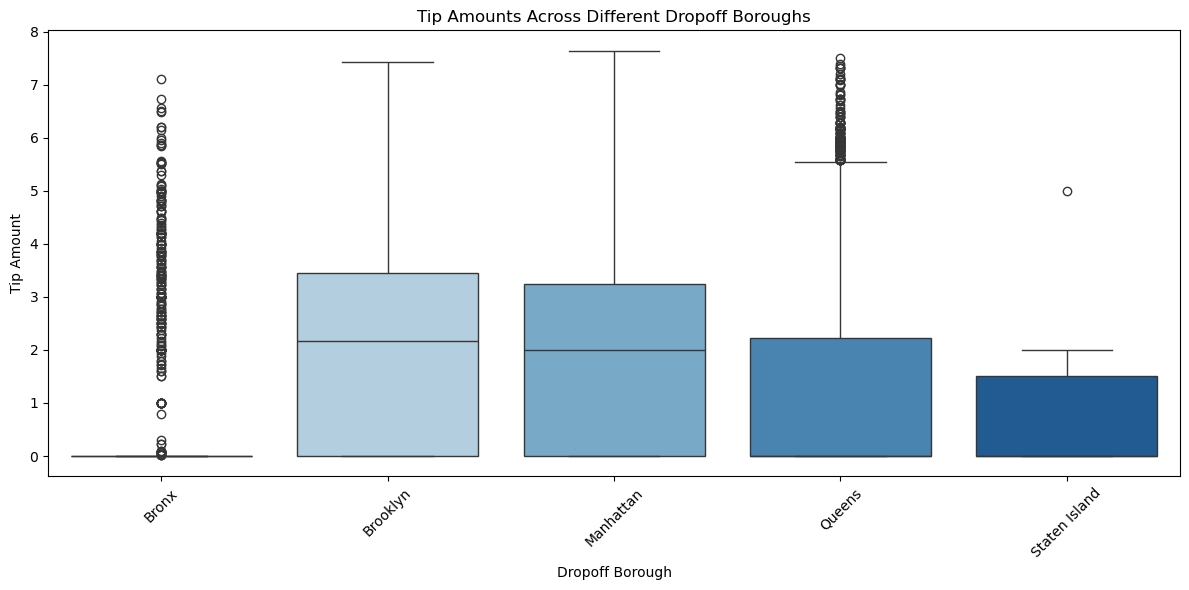 Tip Amounts Across Different Dropoff Boroughs
8
7
6
5
4
3
2
1
0
Tip Amount
Bronx
Brooklyn
Manhattan
Queens
Staten Island
Dropoff Borough